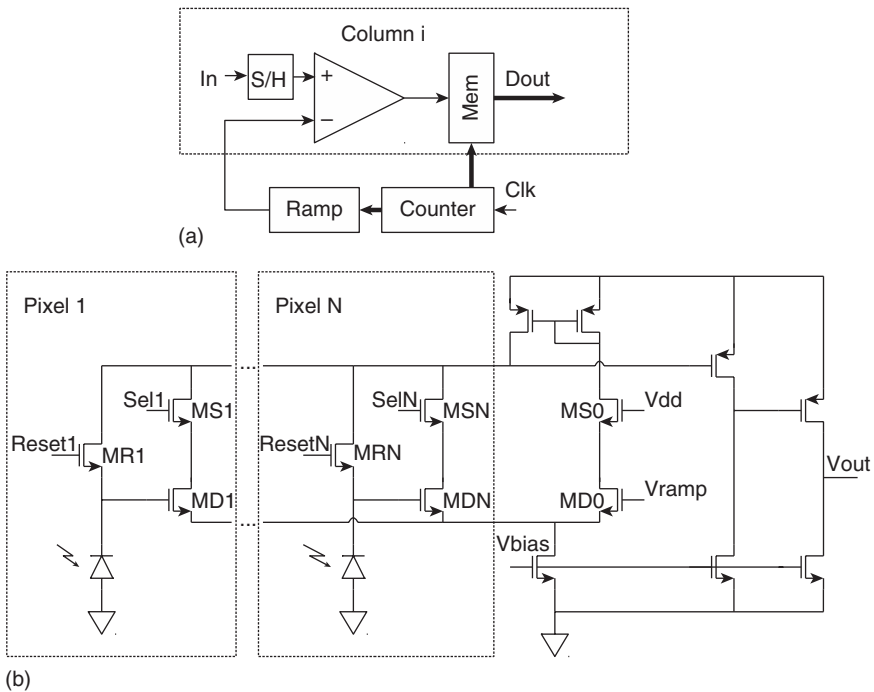 Column i
In
S/H
+
−
Mem
Dout
Ramp
Counter
Clk
(a)
Pixel 1
Pixel N
...
Sel1
MS1
SelN
MSN
MS0
Vdd
Reset1
MR1
ResetN
MRN
MD1
MDN
MD0
Vramp
Vout
...
Vbias
(b)